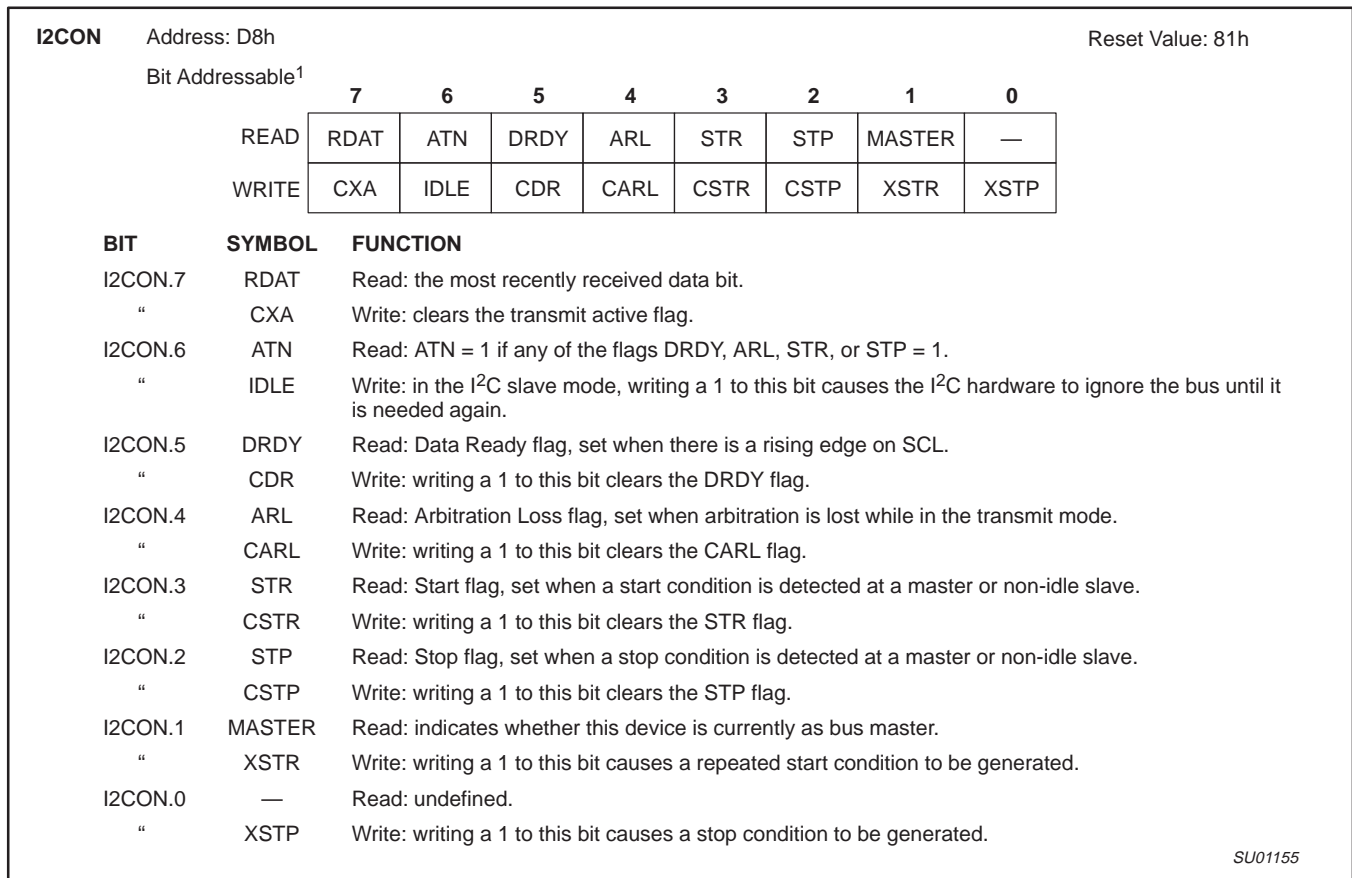 I2CON Address: D8h Reset Value: 81h
Bit Addressable1
7 6 5 4 3 2 1 0
READ RDAT ATN DRDY ARL STR STP MASTER —
WRITE CXA IDLE CDR CARL CSTR CSTP XSTR XSTP
BIT SYMBOL FUNCTION
I2CON.7 RDAT Read: the most recently received data bit.
“ CXA Write: clears the transmit active flag.
I2CON.6 ATN Read: ATN = 1 if any of the flags DRDY, ARL, STR, or STP = 1.
“ IDLE Write: in the I2C slave mode, writing a 1 to this bit causes the I2C hardware to ignore the bus until it
is needed again.
I2CON.5 DRDY Read: Data Ready flag, set when there is a rising edge on SCL.
“ CDR Write: writing a 1 to this bit clears the DRDY flag.
I2CON.4 ARL Read: Arbitration Loss flag, set when arbitration is lost while in the transmit mode.
“ CARL Write: writing a 1 to this bit clears the CARL flag.
I2CON.3 STR Read: Start flag, set when a start condition is detected at a master or non-idle slave.
“ CSTR Write: writing a 1 to this bit clears the STR flag.
I2CON.2 STP Read: Stop flag, set when a stop condition is detected at a master or non-idle slave.
“ CSTP Write: writing a 1 to this bit clears the STP flag.
I2CON.1 MASTER Read: indicates whether this device is currently as bus master.
“ XSTR Write: writing a 1 to this bit causes a repeated start condition to be generated.
I2CON.0 — Read: undefined.
“ XSTP Write: writing a 1 to this bit causes a stop condition to be generated.
SU01155